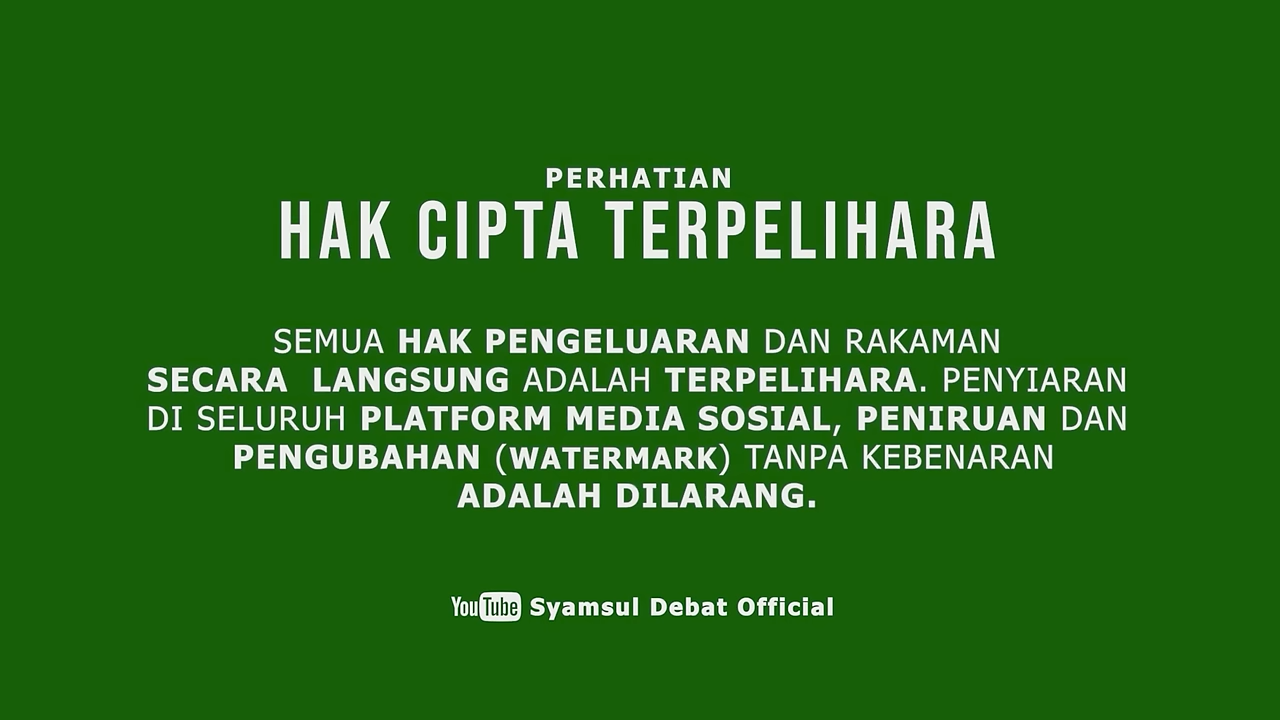 PERHATIAN
HAK CIPTA TERPELIHARA
SEMUA HAK PENGELUARAN DAN RAKAMAN
SECARA LANGSUNG ADALAH TERPELIHARA. PENYIARAN
DI SELURUH PLATFORM MEDIA SOSIAL, PENIRUAN DAN
PENGUBAHAN (WATERMARK) TANPA KEBENARAN
ADALAH DILARANG.
YouTube Syamsul Debat Official